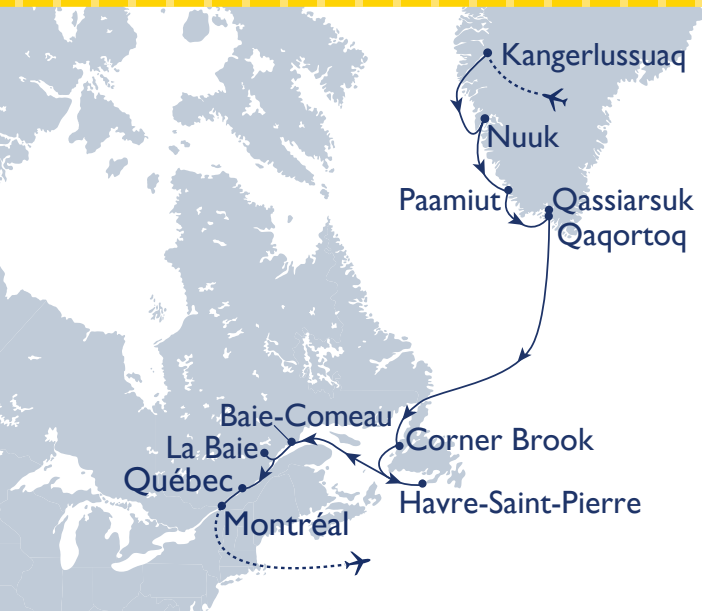 Kangerlussuaq
Nuuk
Paamiut
Qassiarsuk
Qaqortoq
Baie-Comeau
La Baie
Corner Brook
Québec
Havre-Saint-Pierre
Montréal